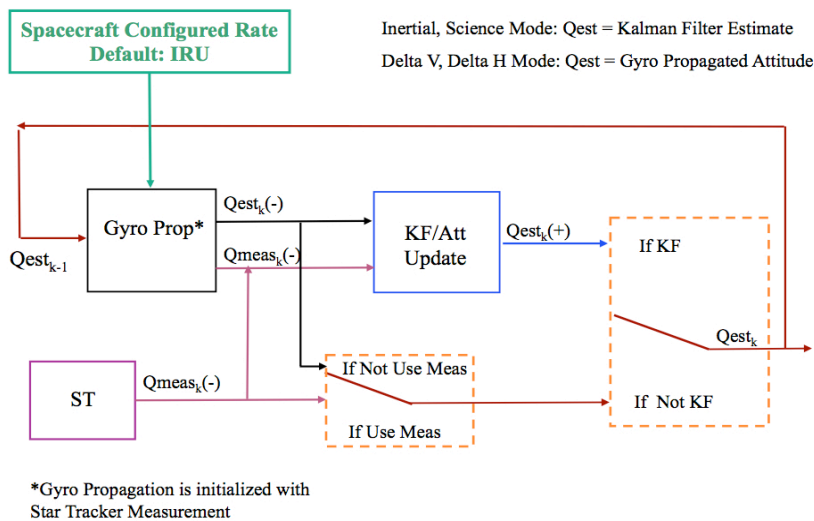 Spacecraft Configured Rate
Default: IRU
Inertial, Science Mode: Qest = Kalman Filter Estimate
Delta V, Delta H Mode: Qest = Gyro Propagated Attitude
Gyro Prop*
Qestₖ(-)
Qmeasₖ(-)
KF/Att
Update
Qestₖ(+)
If KF
Qestₖ₋₁
Qestₖ
ST
Qmeasₖ(-)
If Not Use Meas
If Use Meas
If Not KF
*Gyro Propagation is initialized with
Star Tracker Measurement